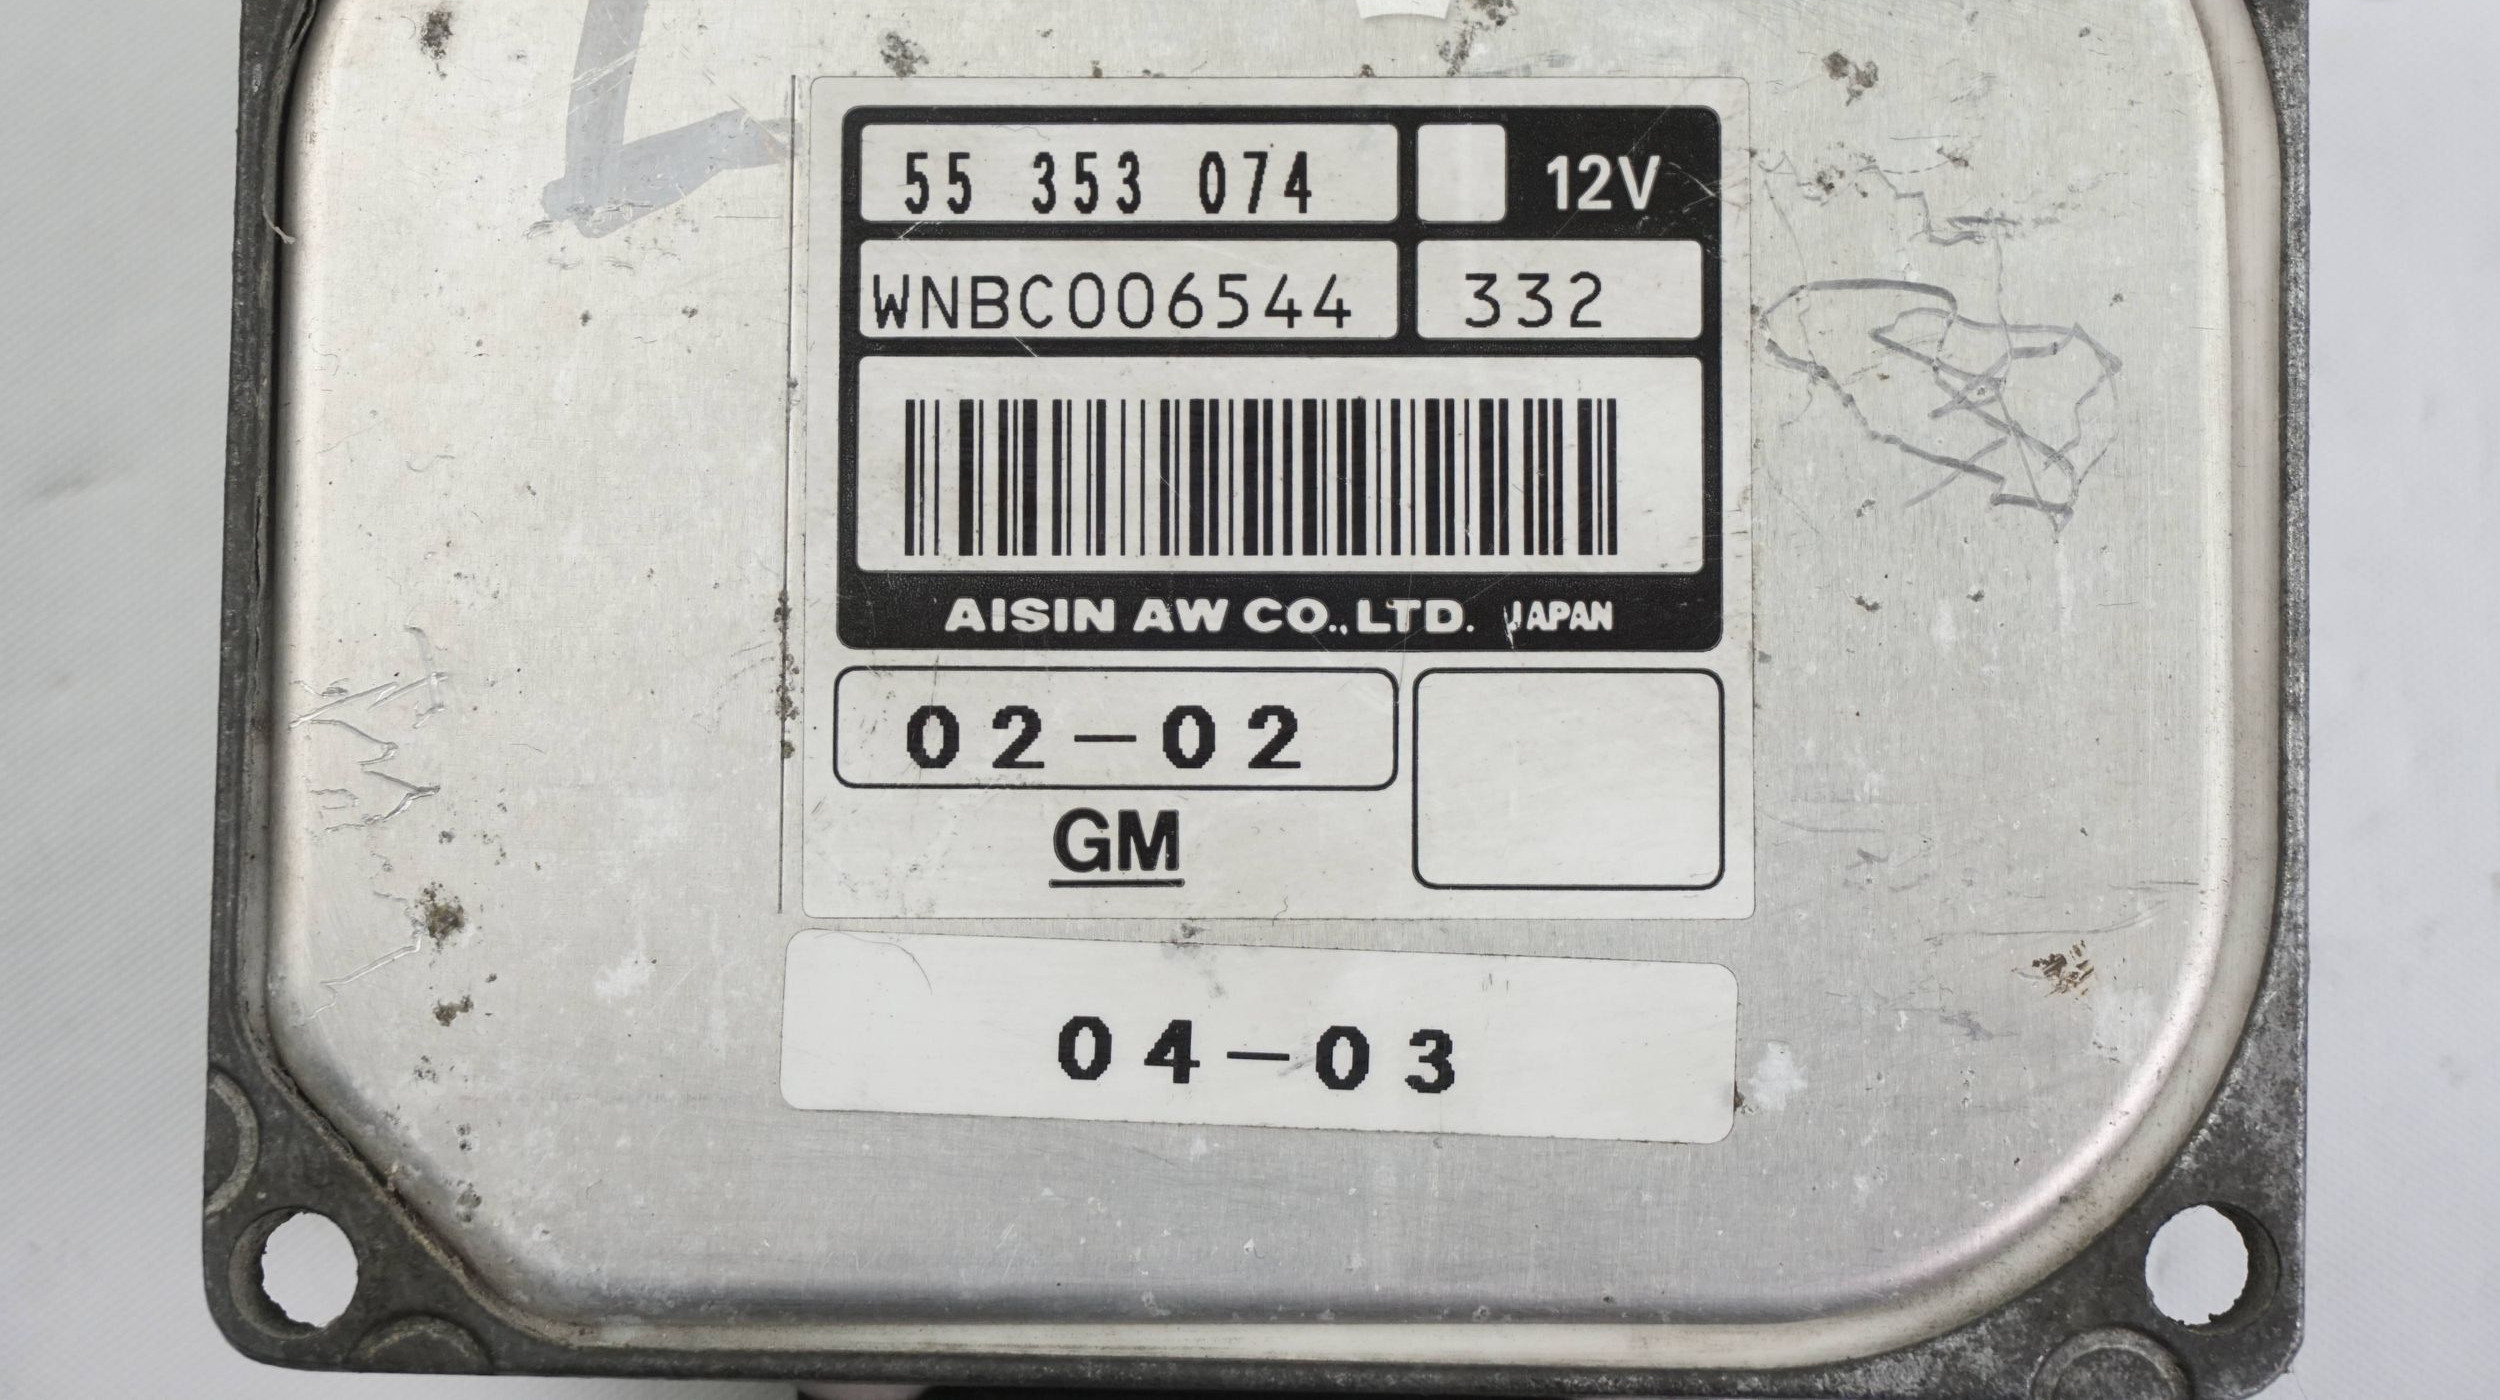 55 353 074 12V
WNBC006544 332
AISIN AW CO.,LTD. JAPAN
02-02
GM
04-03